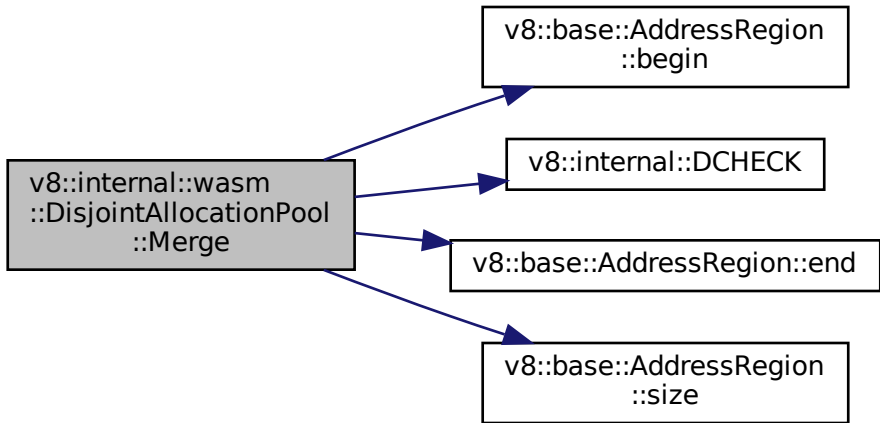 v8::internal::wasm
::DisjointAllocationPool
::Merge
v8::base::AddressRegion
::begin
v8::internal::DCHECK
v8::base::AddressRegion::end
v8::base::AddressRegion
::size